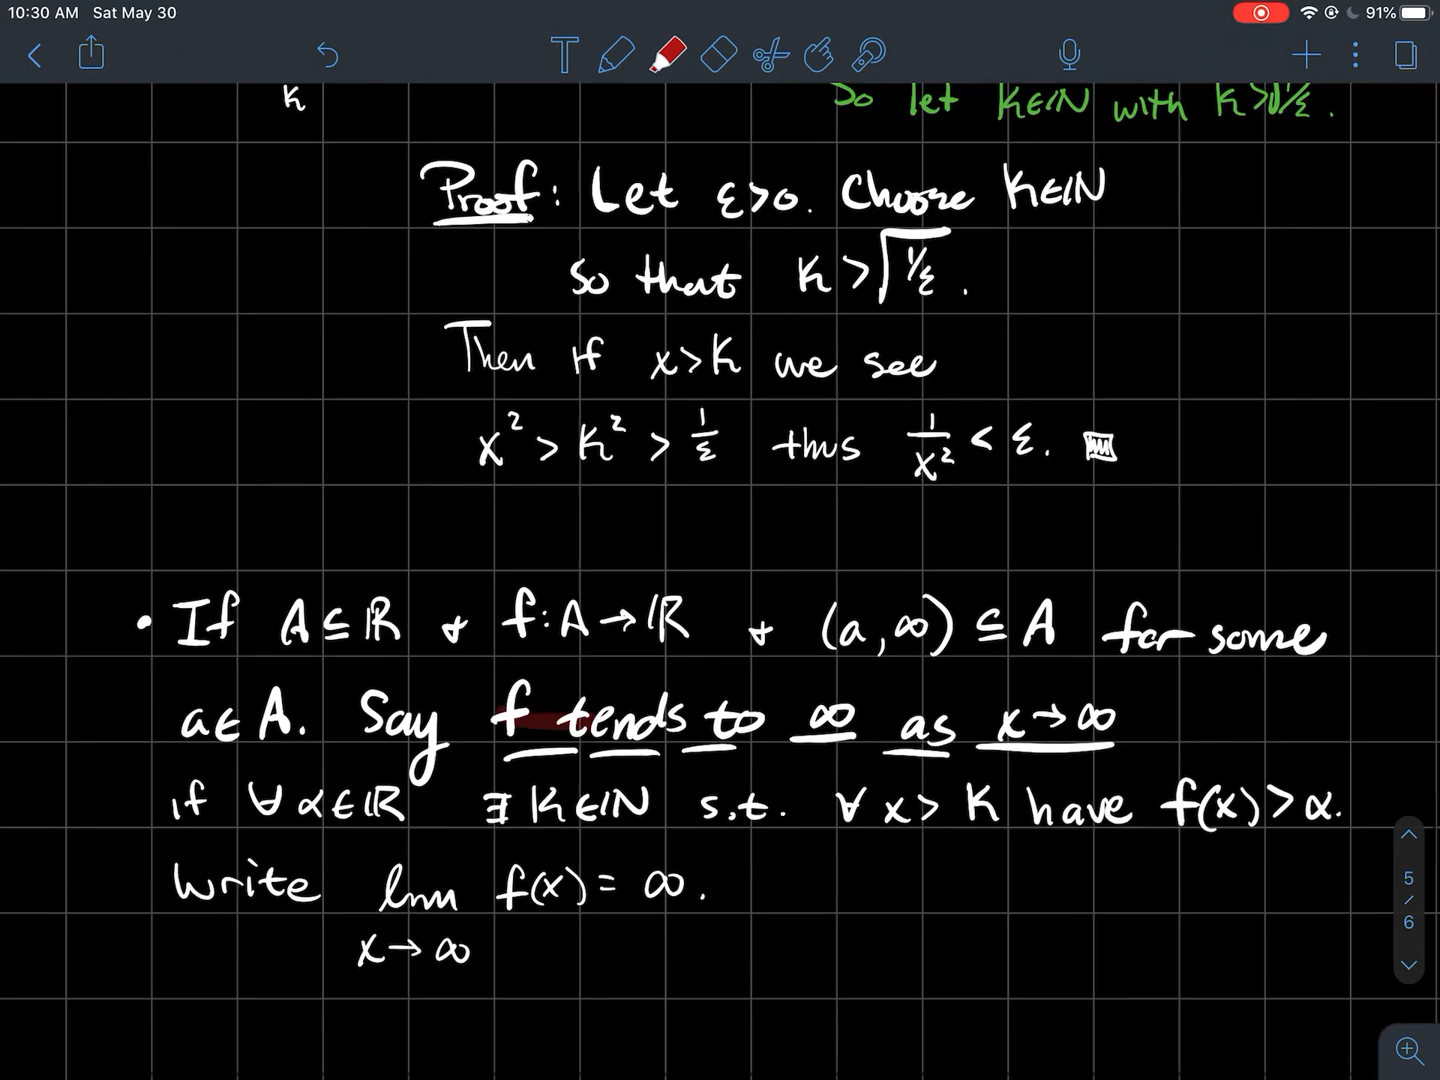 10:30 AM Sat May 30
91%
K
So let K∈ℕ with K>√1/ε.
Proof: Let ε>0. Choose K∈ℕ
so that K>√1/ε.
Then if x>K we see
x² > K² > 1/ε thus 1/x² < ε.
• If A⊆ℝ & f:A→ℝ & (a,∞) ⊆ A for some
a∈A. Say f tends to ∞ as x→∞
if ∀α∈ℝ ∃ K∈ℕ s.t. ∀ x> K have f(x)>α.
Write lim f(x)= ∞.
x→∞
5
/
6